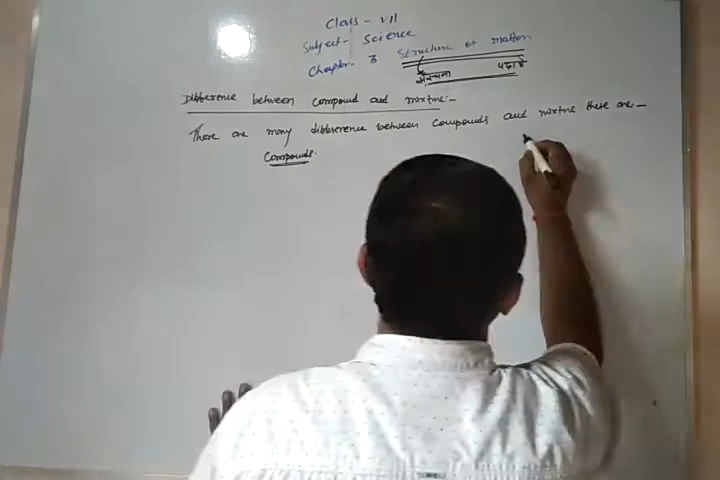 Class - VII
Subject - Science
Chapter - 3 Structure of matter
संरचना पदार्थ
Difference between Compound and mixture:-
There are many difference between Compounds and mixture these are -
Compounds.